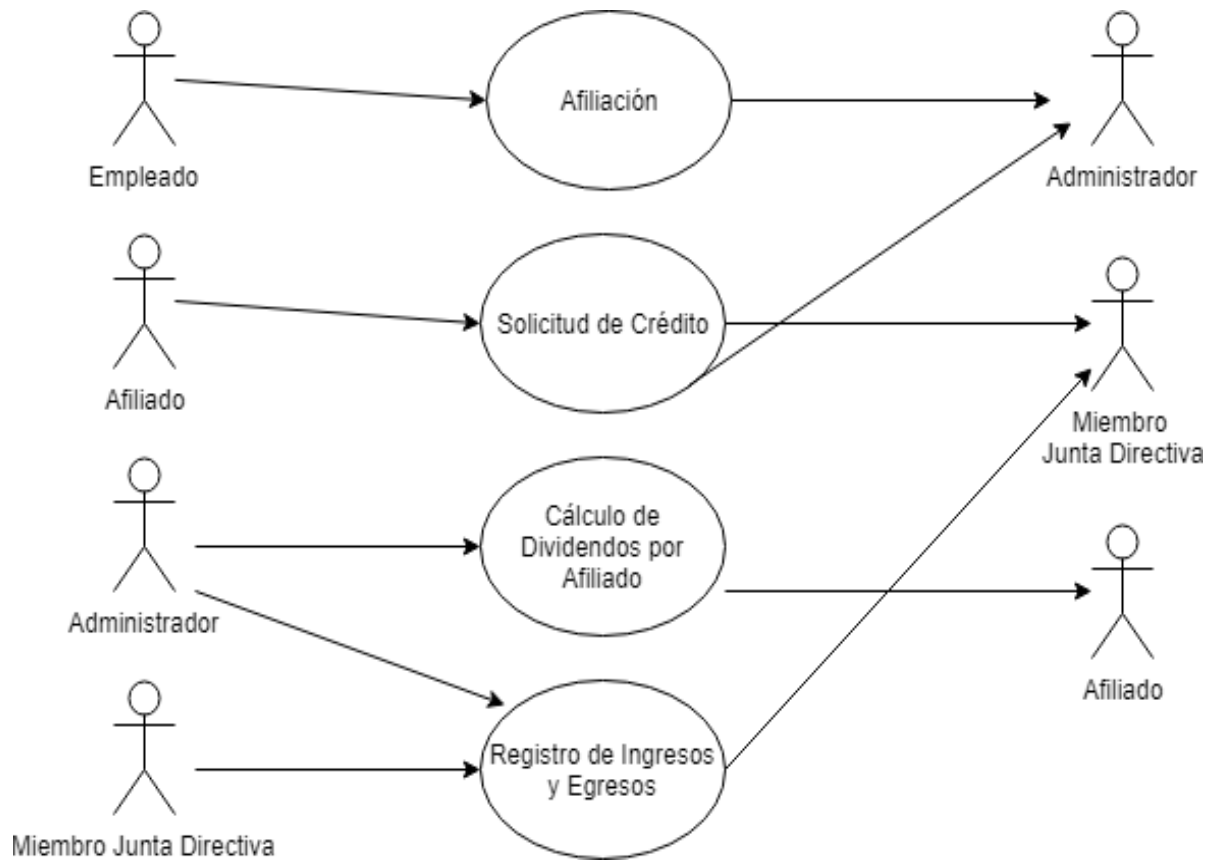 Afiliación
Empleado
Administrador
Solicitud de Crédito
Afiliado
Miembro
Junta Directiva
Cálculo de
Dividendos por
Afiliado
Administrador
Afiliado
Registro de Ingresos
y Egresos
Miembro Junta Directiva